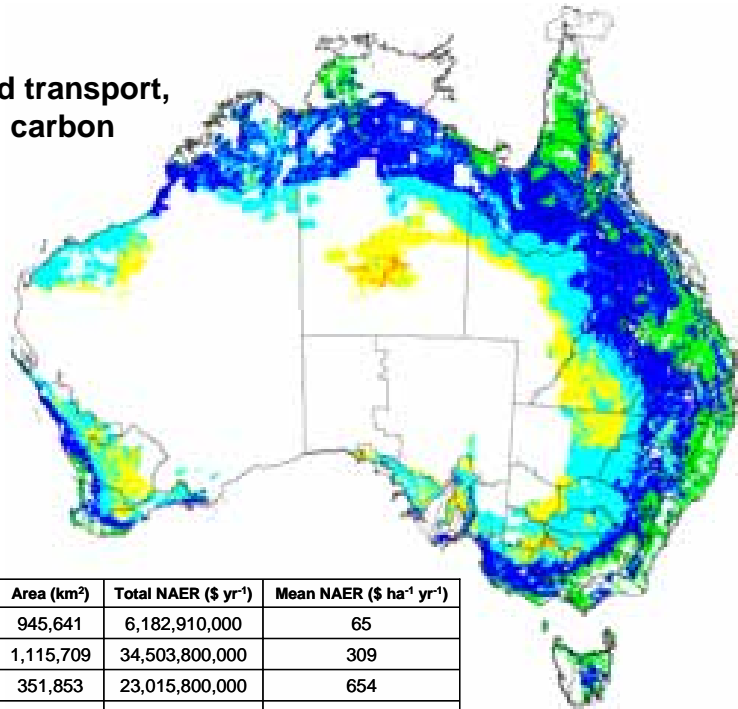 d transport,
carbon
Area (km²) Total NAER ($ yr⁻¹) Mean NAER ($ ha⁻¹ yr⁻¹)
945,641 6,182,910,000 65
1,115,709 34,503,800,000 309
351,853 23,015,800,000 654